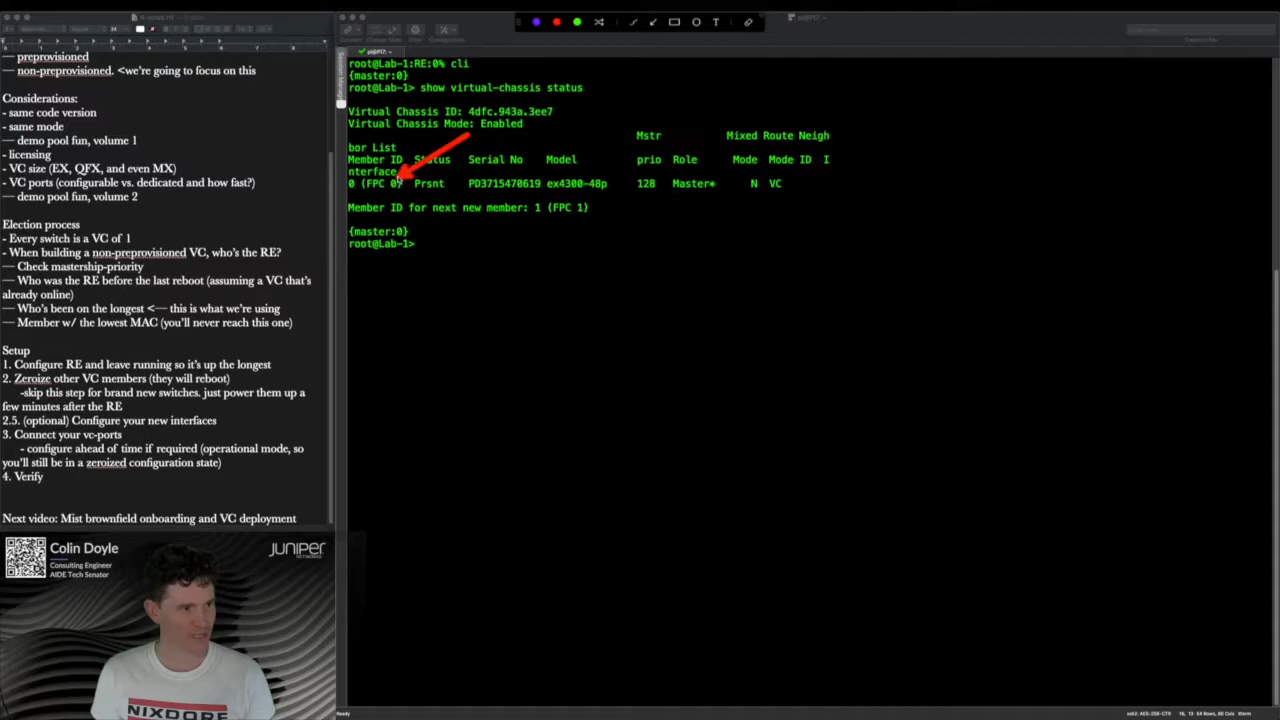 — preprovisioned
— non-preprovisioned. <we're going to focus on this
Considerations:
- same code version
- same mode
— demo pool fun, volume 1
- licensing
- VC size (EX, QFX, and even MX)
- VC ports (configurable vs. dedicated and how fast?)
— demo pool fun, volume 2
Election process
- Every switch is a VC of 1
- When building a non-preprovisioned VC, who's the RE?
— Check mastership-priority
— Who was the RE before the last reboot (assuming a VC that's
already online)
— Who's been on the longest <— this is what we're using
— Member w/ the lowest MAC (you'll never reach this one)
Setup
1. Configure RE and leave running so it's up the longest
2. Zeroize other VC members (they will reboot)
-skip this step for brand new switches. just power them up a
few minutes after the RE
2.5. (optional) Configure your new interfaces
3. Connect your vc-ports
- configure ahead of time if required (operational mode, so
you'll still be in a zeroized configuration state)
4. Verify
Next video: Mist brownfield onboarding and VC deployment
Colin Doyle
Consulting Engineer
AIDE Tech Senator
JUNIPER
NETWORKS
NIXDORF
Session Manag
root@Lab-1:RE:0% cli
{master:0}
root@Lab-1> show virtual-chassis status
Virtual Chassis ID: 4dfc.943a.3ee7
Virtual Chassis Mode: Enabled
Mstr Mixed Route Neigh
bor List
Member ID Status Serial No Model prio Role Mode Mode ID I
nterface
0 (FPC 0) Prsnt PD3715470619 ex4300-48p 128 Master* N VC
Member ID for next new member: 1 (FPC 1)
{master:0}
root@Lab-1>
Ready
ssh2: AES-256-CTR